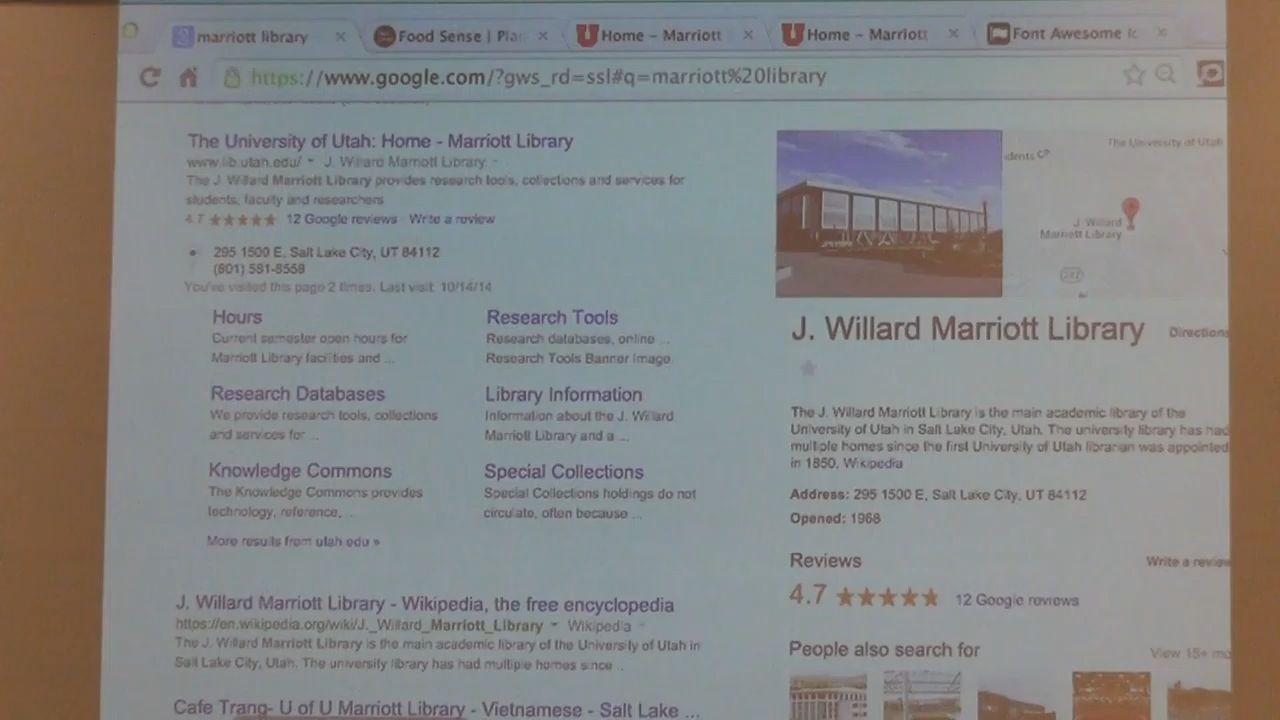 marriott library
Food Sense | Pla
Home - Marriott
Home - Marriott
Font Awesome Ic
https://www.google.com/?gws_rd=ssl#q=marriott%20library
The University of Utah: Home - Marriott Library
www.lib.utah.edu/ J. Willard Marriott Library
The J. Willard Marriott Library provides research tools, collections and services for
students, faculty and researchers
4.7 ★★★★★ 12 Google reviews · Write a review
295 1500 E, Salt Lake City, UT 84112
(801) 581-8558
You've visited this page 2 times. Last visit: 10/14/14
Hours
Current semester open hours for
Marriott Library facilities and ...
Research Tools
Research databases, online ...
Research Tools Banner Image
Research Databases
We provide research tools, collections
and services for ...
Library Information
Information about the J. Willard
Marriott Library and a ...
Knowledge Commons
The Knowledge Commons provides
technology, reference, ...
Special Collections
Special Collections holdings do not
circulate, often because ...
More results from utah.edu »
J. Willard Marriott Library - Wikipedia, the free encyclopedia
https://en.wikipedia.org/wiki/J._Willard_Marriott_Library Wikipedia
The J. Willard Marriott Library is the main academic library of the University of Utah in
Salt Lake City, Utah. The university library has had multiple homes since ...
Cafe Trang- U of U Marriott Library - Vietnamese - Salt Lake ...
dents
The University of Utah
J. Willard
Marriott Library
J. Willard Marriott Library
Directions
The J. Willard Marriott Library is the main academic library of the
University of Utah in Salt Lake City, Utah. The university library has had
multiple homes since the first University of Utah librarian was appointed
in 1850. Wikipedia
Address: 295 1500 E, Salt Lake City, UT 84112
Opened: 1968
Reviews
Write a review
4.7 ★★★★★ 12 Google reviews
People also search for
View 15+ mo